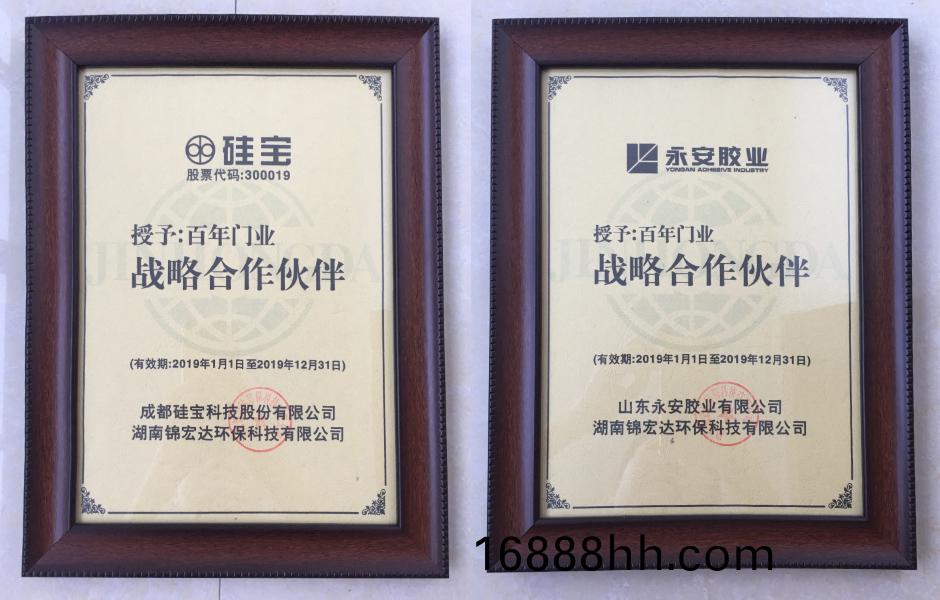 硅宝
股票代码:300019
授予:百年门业
战略合作伙伴
(有效期:2019年1月1日至2019年12月31日)
成都硅宝科技股份有限公司
湖南锦宏达环保科技有限公司
永安胶业
YONGAN ADHESIVE INDUSTRY
授予:百年门业
战略合作伙伴
(有效期:2019年1月1日至2019年12月31日)
山东永安胶业有限公司
湖南锦宏达环保科技有限公司
16888hh.com